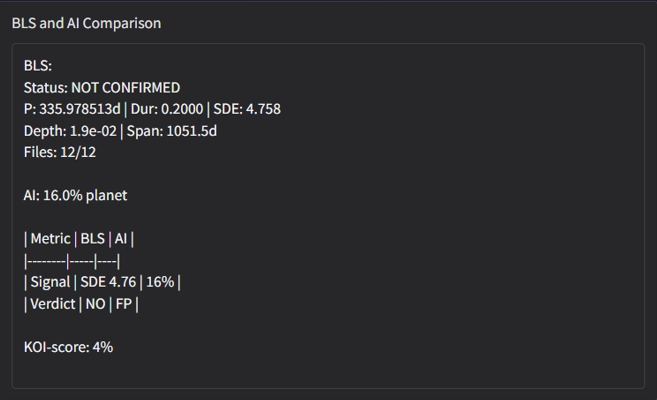 BLS and AI Comparison
BLS:
Status: NOT CONFIRMED
P: 335.978513d | Dur: 0.2000 | SDE: 4.758
Depth: 1.9e-02 | Span: 1051.5d
Files: 12/12
AI: 16.0% planet
| Metric | BLS | AI |
|--------|-----|----|
| Signal | SDE 4.76 | 16% |
| Verdict | NO | FP |
KOI-score: 4%